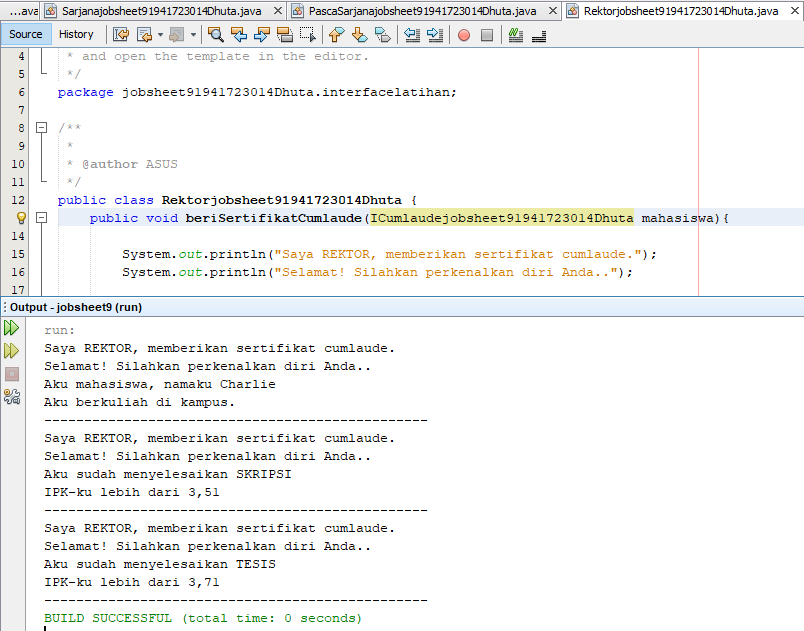 ...ava Sarjanajobsheet91941723014Dhuta.java PascaSarjanajobsheet91941723014Dhuta.java Rektorjobsheet91941723014Dhuta.java
Source History
4 * and open the template in the editor.
5 */
6 package jobsheet91941723014Dhuta.interfacelatihan;
7
8 /**
9 *
10 * @author ASUS
11 */
12 public class Rektorjobsheet91941723014Dhuta {
public void beriSertifikatCumlaude(ICumlaudejobsheet91941723014Dhuta mahasiswa){
14
15 System.out.println("Saya REKTOR, memberikan sertifikat cumlaude.");
16 System.out.println("Selamat! Silahkan perkenalkan diri Anda..");
17
Output - jobsheet9 (run)
run:
Saya REKTOR, memberikan sertifikat cumlaude.
Selamat! Silahkan perkenalkan diri Anda..
Aku mahasiswa, namaku Charlie
Aku berkuliah di kampus.
------------------------------------------------
Saya REKTOR, memberikan sertifikat cumlaude.
Selamat! Silahkan perkenalkan diri Anda..
Aku sudah menyelesaikan SKRIPSI
IPK-ku lebih dari 3,51
------------------------------------------------
Saya REKTOR, memberikan sertifikat cumlaude.
Selamat! Silahkan perkenalkan diri Anda..
Aku sudah menyelesaikan TESIS
IPK-ku lebih dari 3,71
------------------------------------------------
BUILD SUCCESSFUL (total time: 0 seconds)